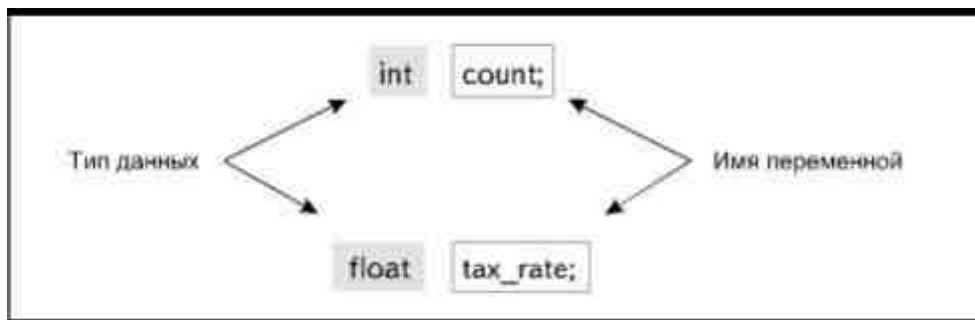 int count;
Тип данных Имя переменной
float tax_rate;